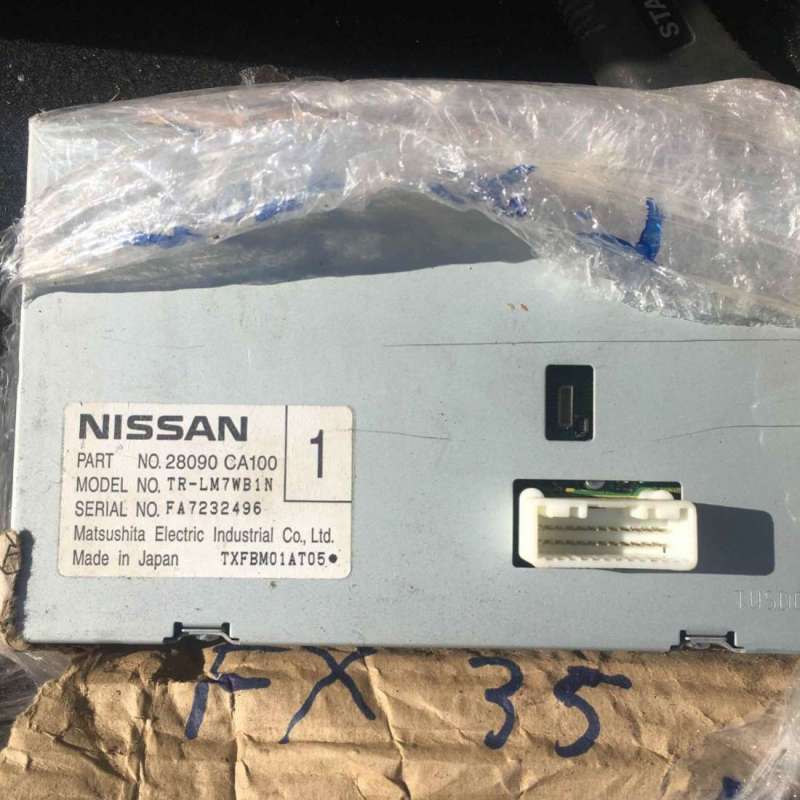 STA
NISSAN
1
PART NO. 28090 CA100
MODEL NO. TR-LM7WB1N
SERIAL NO. FA7232496
Matsushita Electric Industrial Co., Ltd.
Made in Japan TXFBM01AT05●
FX 35